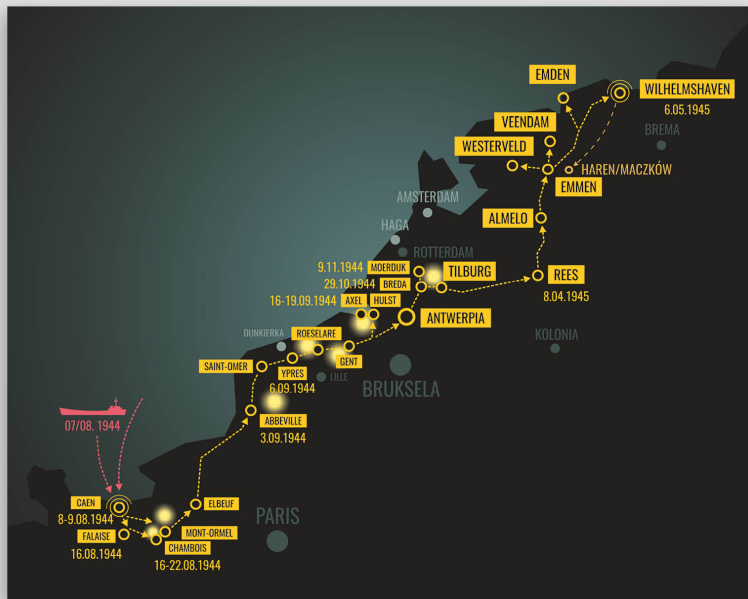 EMDEN
WILHELMSHAVEN
6.05.1945
VEENDAM
BREMA
WESTERVELD
HAREN/MACZKÓW
EMMEN
AMSTERDAM
ALMELO
HAGA
ROTTERDAM
9.11.1944 MOERDIJK
TILBURG
REES
29.10.1944 BREDA
8.04.1945
16-19.09.1944 AXEL HULST
ANTWERPIA
DUNKIERKA
ROESELARE
KOLONIA
GENT
SAINT-OMER
YPRES
LILLE
6.09.1944
BRUKSELA
07/08. 1944
ABBEVILLE
3.09.1944
CAEN
8-9.08.1944
ELBEUF
PARIS
FALAISE
MONT-ORMEL
16.08.1944
CHAMBOIS
16-22.08.1944